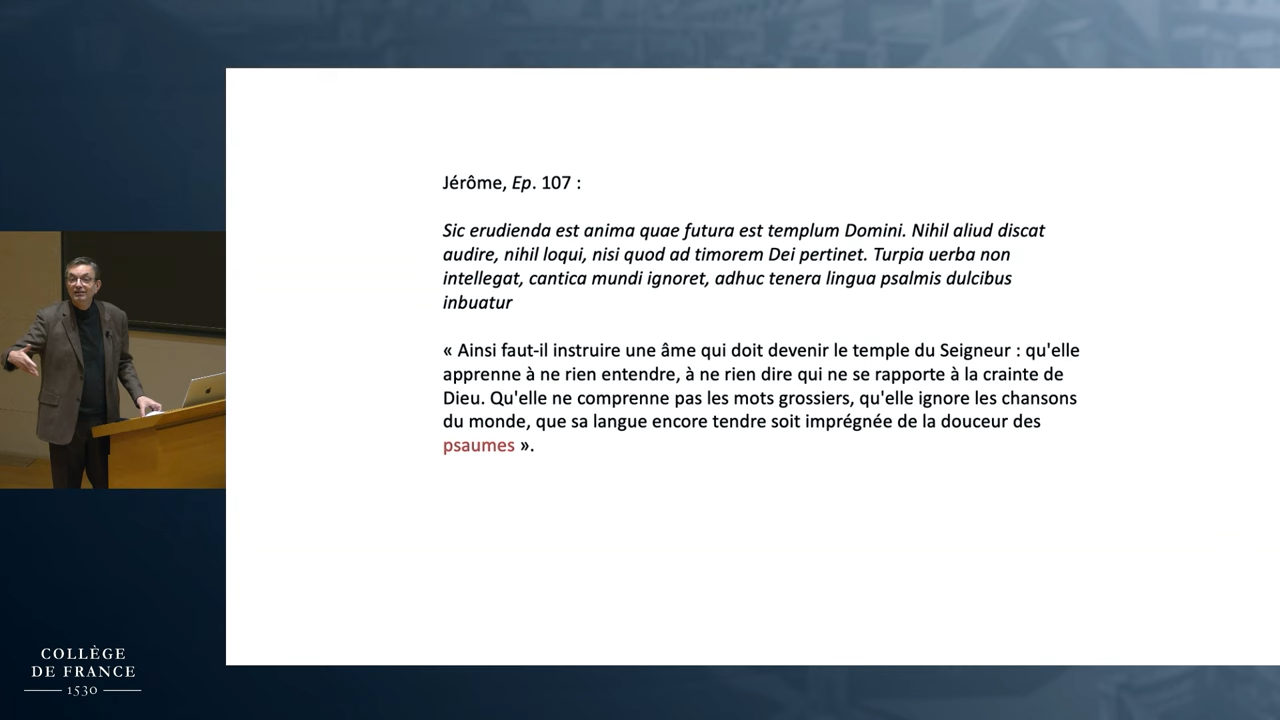 Jérôme, Ep. 107 :
Sic erudienda est anima quae futura est templum Domini. Nihil aliud discat
audire, nihil loqui, nisi quod ad timorem Dei pertinet. Turpia uerba non
intellegat, cantica mundi ignoret, adhuc tenera lingua psalmis dulcibus
inbuatur
« Ainsi faut-il instruire une âme qui doit devenir le temple du Seigneur : qu'elle
apprenne à ne rien entendre, à ne rien dire qui ne se rapporte à la crainte de
Dieu. Qu'elle ne comprenne pas les mots grossiers, qu'elle ignore les chansons
du monde, que sa langue encore tendre soit imprégnée de la douceur des
psaumes ».
COLLÈGE
DE FRANCE
1530